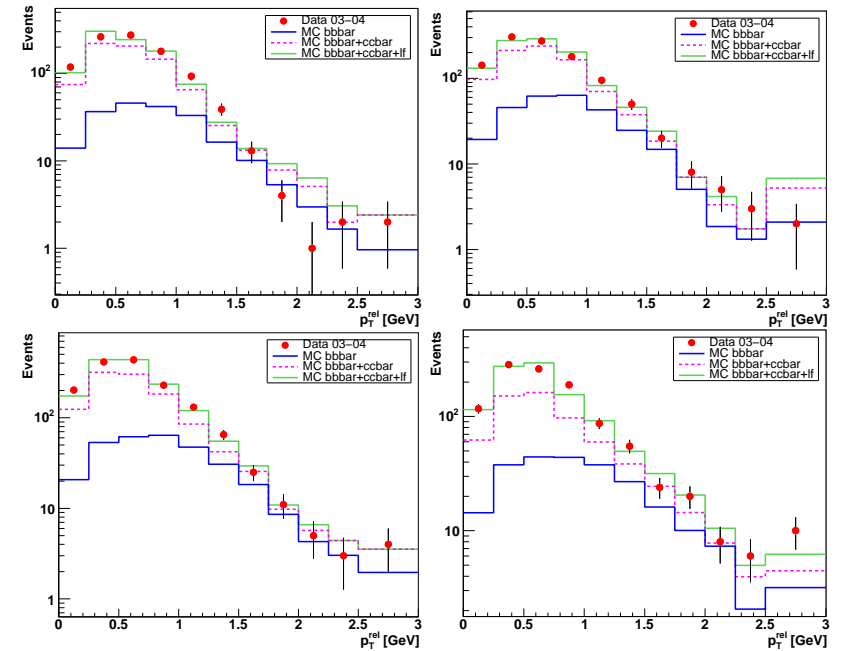 Events
Data 03-04
MC bbbar
MC bbbar+ccbar
MC bbbar+ccbar+lf
10²
10
1
0 0.5 1 1.5 2 2.5 3
p_T^rel [GeV]
Events
Data 03-04
MC bbbar
MC bbbar+ccbar
MC bbbar+ccbar+lf
10²
10
1
0 0.5 1 1.5 2 2.5 3
p_T^rel [GeV]
Events
Data 03-04
MC bbbar
MC bbbar+ccbar
MC bbbar+ccbar+lf
10²
10
1
0 0.5 1 1.5 2 2.5 3
p_T^rel [GeV]
Events
Data 03-04
MC bbbar
MC bbbar+ccbar
MC bbbar+ccbar+lf
10²
10
0 0.5 1 1.5 2 2.5 3
p_T^rel [GeV]